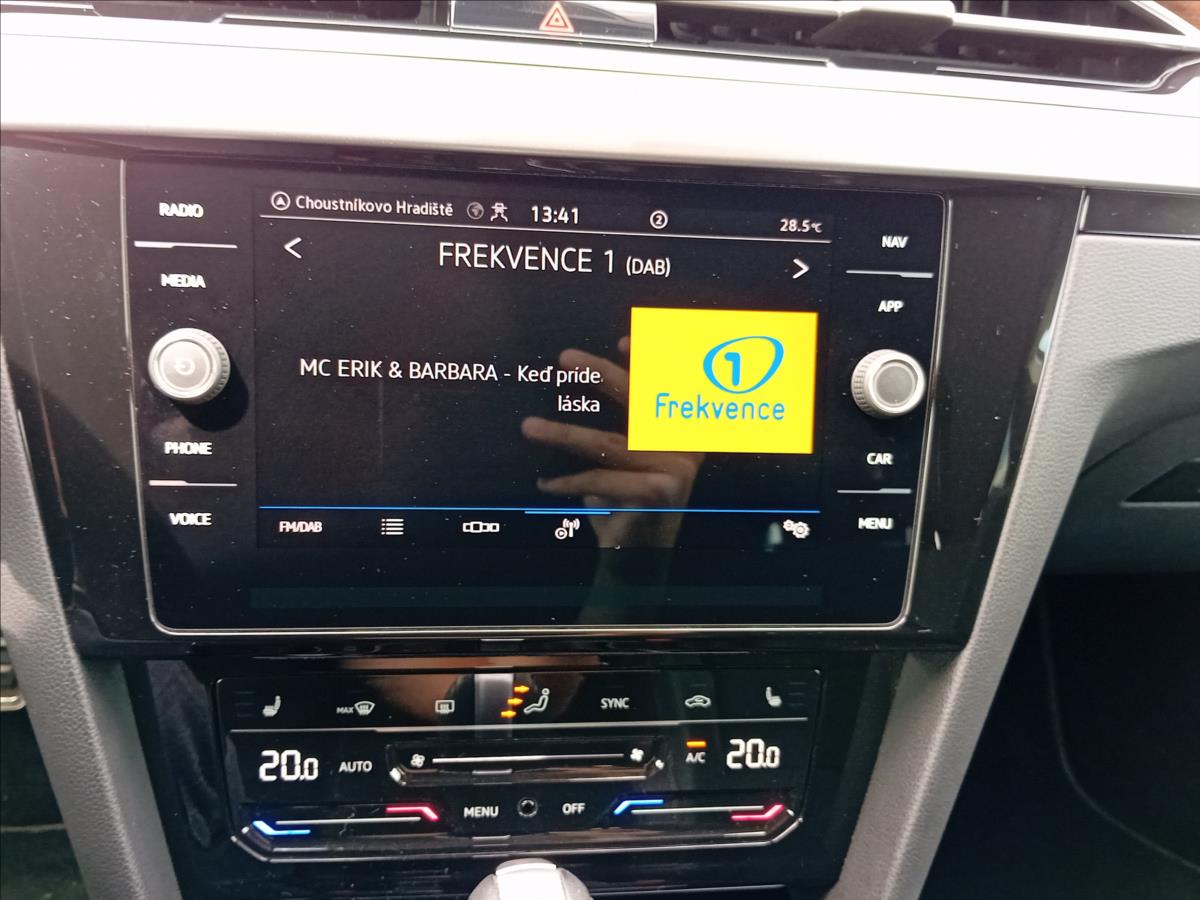 RADIO
MEDIA
PHONE
VOICE
Choustníkovo Hradiště 13:41 2 28.5°C
FREKVENCE 1 (DAB)
MC ERIK & BARBARA - Keď príde
láska
1
Frekvence
FM/DAB
NAV
APP
CAR
MENU
MAX SYNC
20.0 AUTO A/C 20.0
MENU OFF